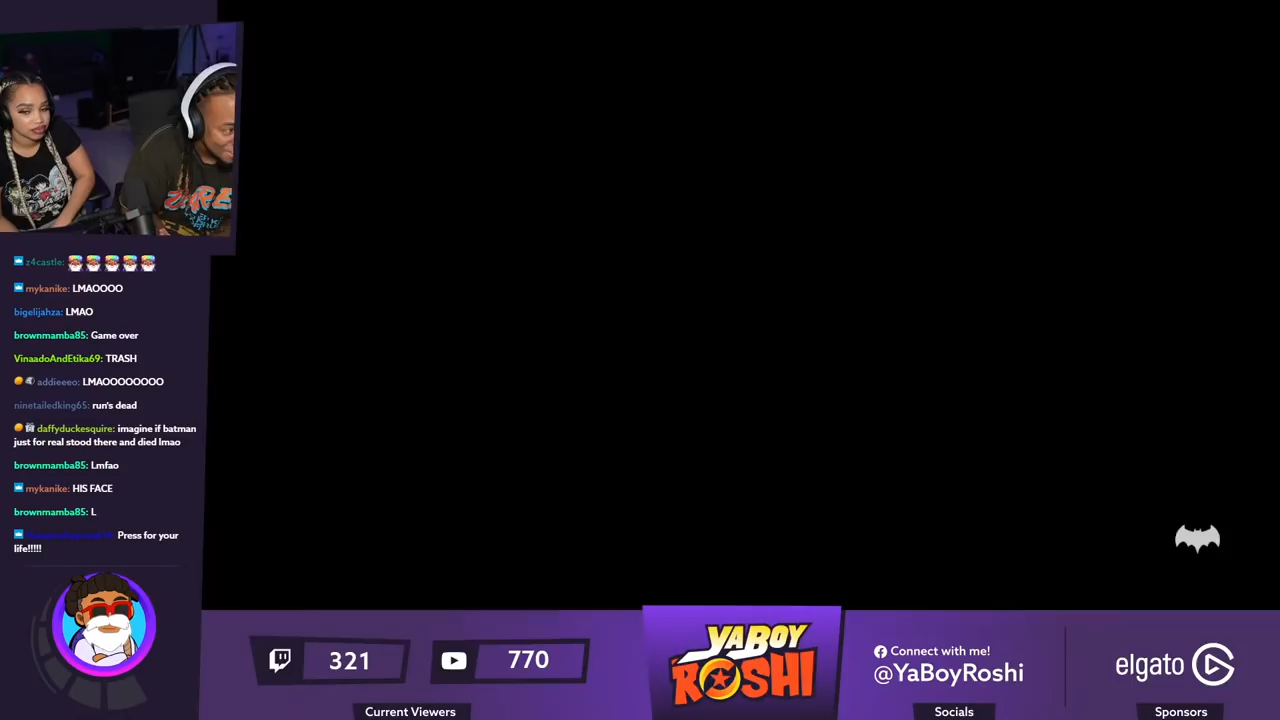 z4castle:
mykanike: LMAOOOO
bigelijahza: LMAO
brownmamba85: Game over
VinaadoAndEtika69: TRASH
addieeeo: LMAOOOOOOOO
ninetailedking65: run's dead
daffyduckesquire: imagine if batman
just for real stood there and died lmao
brownmamba85: Lmfao
mykanike: HIS FACE
brownmamba85: L
Press for your
life!!!!!
321
770
Current Viewers
YABOY
ROSHI
Connect with me!
@YaBoyRoshi
Socials
elgato
Sponsors